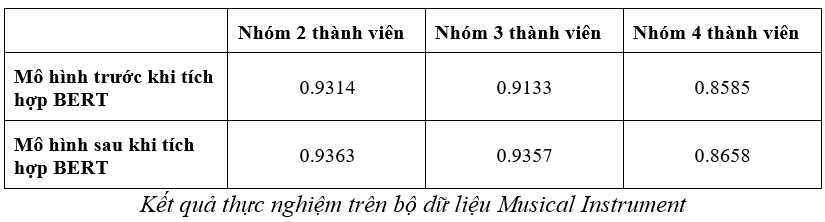 Nhóm 2 thành viên Nhóm 3 thành viên Nhóm 4 thành viên
Mô hình trước khi tích
hợp BERT 0.9314 0.9133 0.8585
Mô hình sau khi tích
hợp BERT 0.9363 0.9357 0.8658
Kết quả thực nghiệm trên bộ dữ liệu Musical Instrument